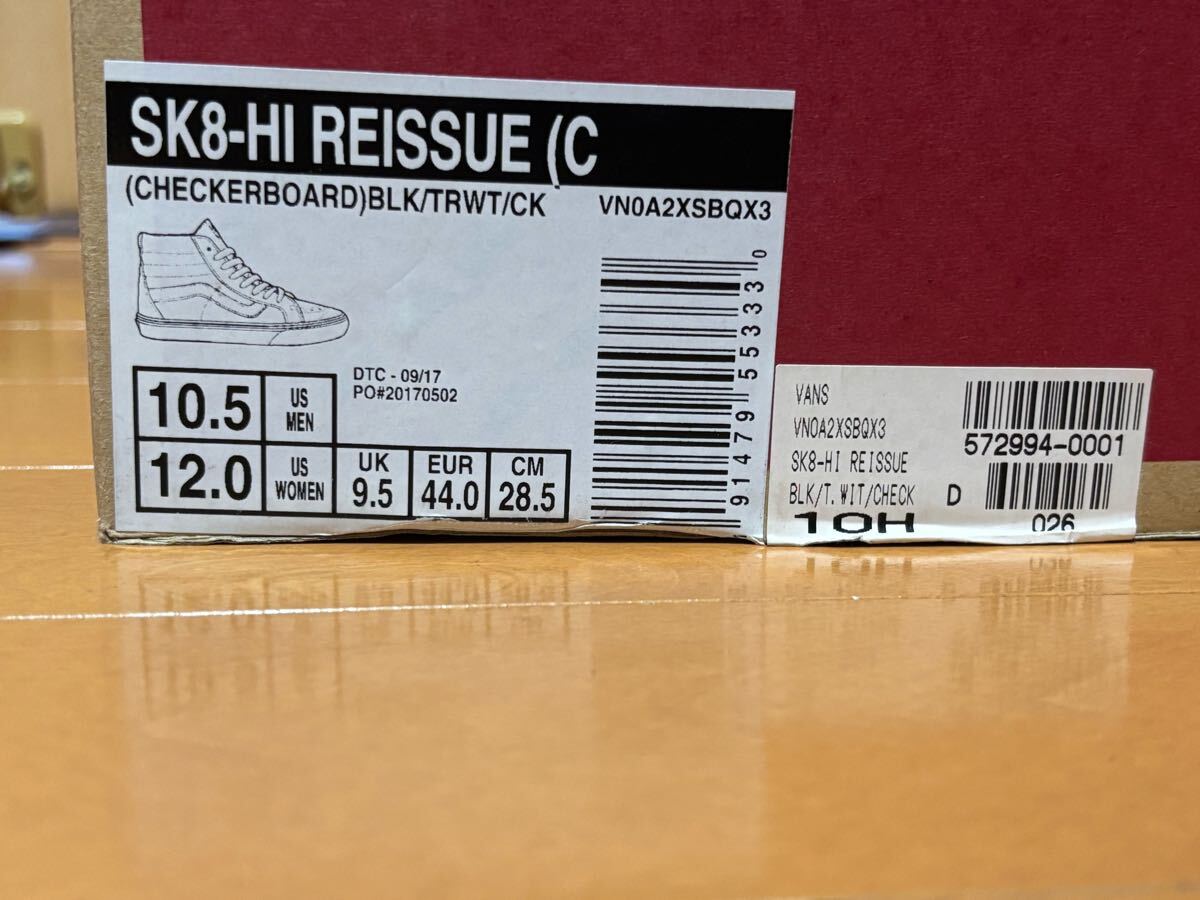 SK8-HI REISSUE (C
(CHECKERBOARD)BLK/TRWT/CK VN0A2XSBQX3
DTC - 09/17
PO#20170502
10.5 US MEN
12.0 US WOMEN UK 9.5 EUR 44.0 CM 28.5
9 1479 55333 0
VANS
VN0A2XSBQX3
572994-0001
SK8-HI REISSUE
BLK/T.WIT/CHECK D
10H 026